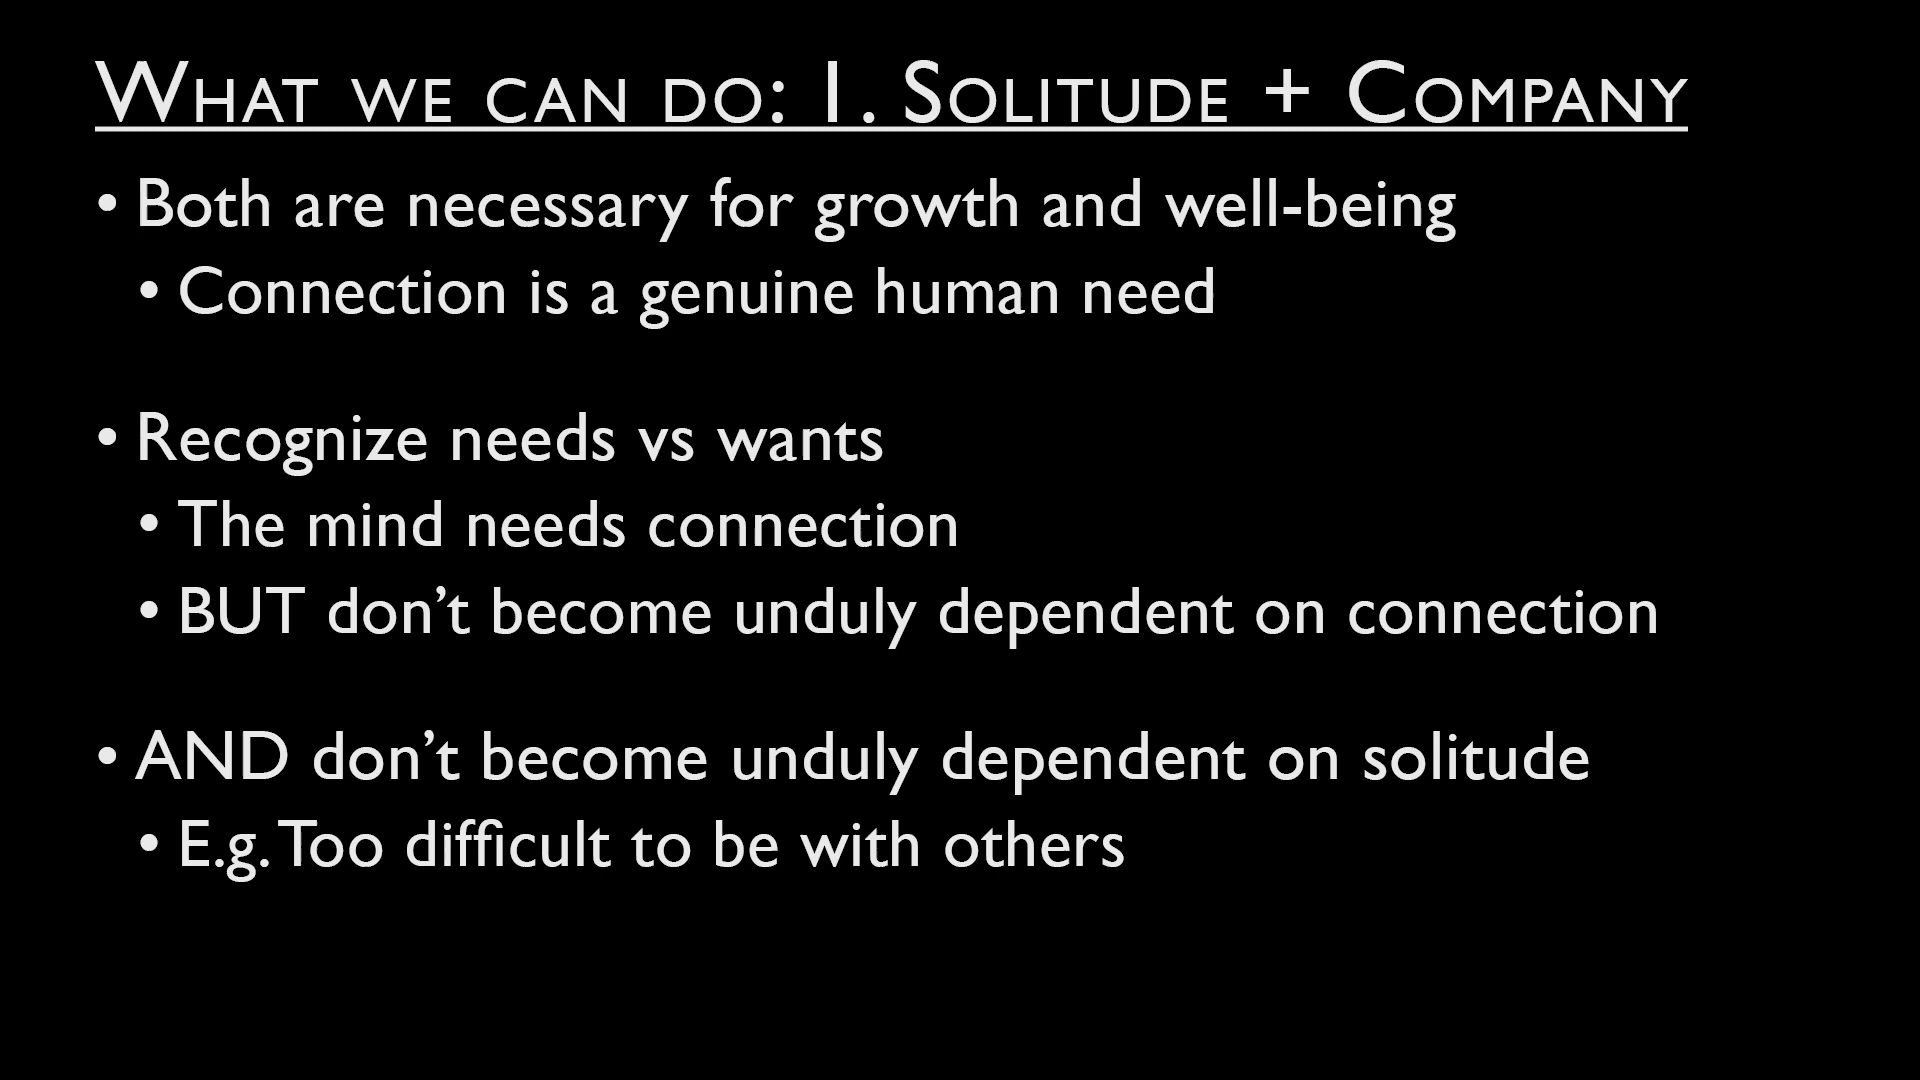 What we can do: 1. Solitude + Company
• Both are necessary for growth and well-being
• Connection is a genuine human need
• Recognize needs vs wants
• The mind needs connection
• BUT don’t become unduly dependent on connection
• AND don’t become unduly dependent on solitude
• E.g. Too difficult to be with others